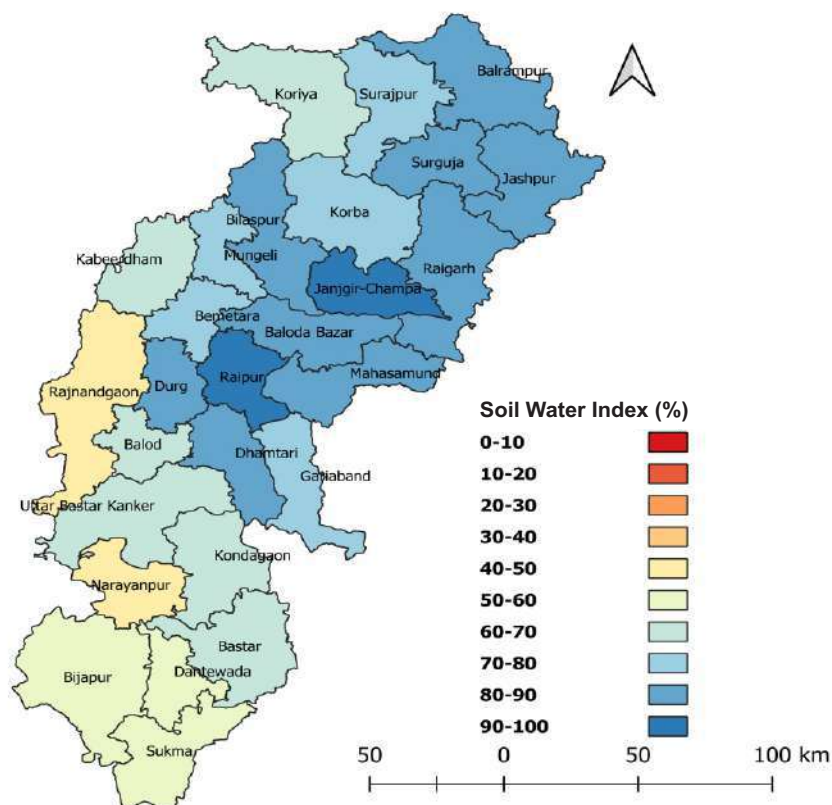 Balrampur
Koriya
Surajpur
Surguja
Jashpur
Korba
Bilaspur
Mungeli
Kabeerdham
Raigarh
Janjgir-Champa
Bemetara
Baloda Bazar
Mahasamund
Rajnandgaon
Durg
Raipur
Balod
Dhamtari
Gariaband
Uttar Bastar Kanker
Kondagaon
Narayanpur
Bastar
Dantewada
Bijapur
Sukma
Soil Water Index (%)
0-10
10-20
20-30
30-40
40-50
50-60
60-70
70-80
80-90
90-100
50 0 50 100 km